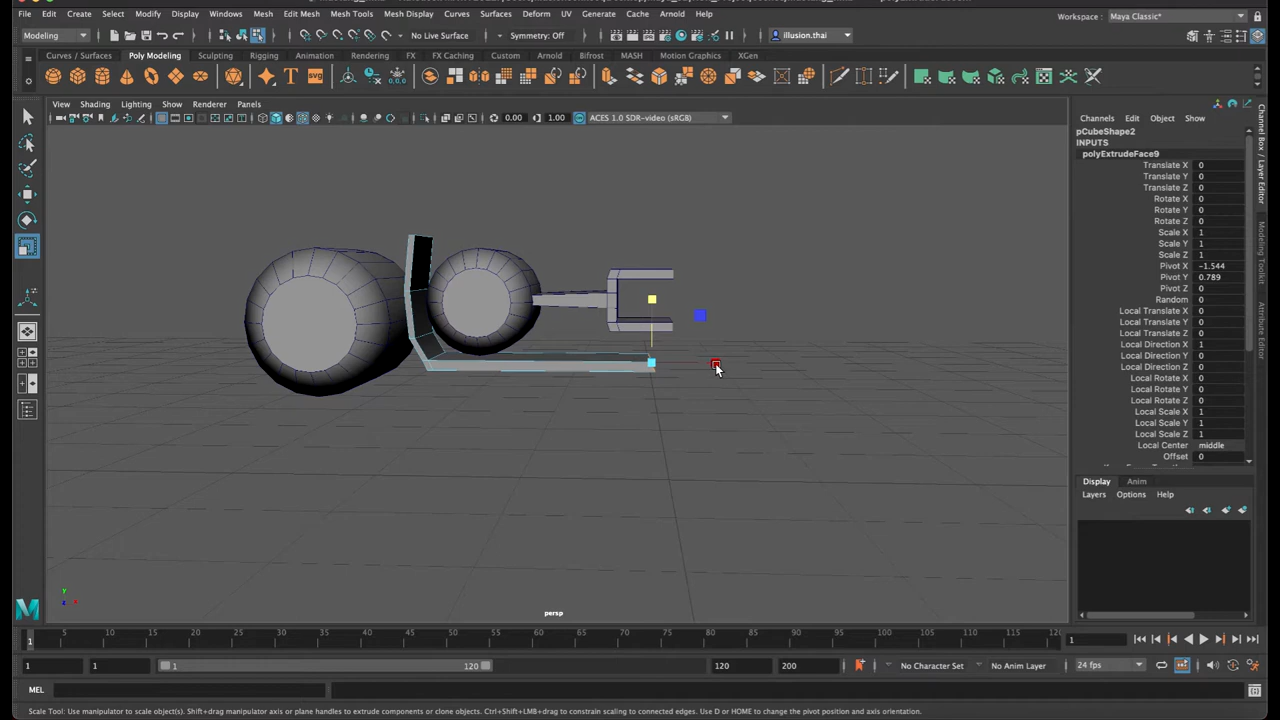 Workspace : Maya Classic*
File Edit Create Select Modify Display Windows Mesh Edit Mesh Mesh Tools Mesh Display Curves Surfaces Deform UV Generate Cache Arnold Help
Modeling No Live Surface Symmetry: Off illusion.thai
Curves / Surfaces Poly Modeling Sculpting Rigging Animation Rendering FX FX Caching Custom Arnold Bifrost MASH Motion Graphics XGen
View Shading Lighting Show Renderer Panels
0.00 1.00 ACES 1.0 SDR-video (sRGB)
Channels Edit Object Show
pCubeShape2
INPUTS
polyExtrudeFace9
Translate X 0
Translate Y 0
Translate Z 0
Rotate X 0
Rotate Y 0
Rotate Z 0
Scale X 1
Scale Y 1
Scale Z 1
Pivot X -1.544
Pivot Y 0.789
Pivot Z 0
Random 0
Local Translate X 0
Local Translate Y 0
Local Translate Z 0
Local Direction X 1
Local Direction Y 0
Local Direction Z 0
Local Rotate X 0
Local Rotate Y 0
Local Rotate Z 0
Local Scale X 1
Local Scale Y 1
Local Scale Z 1
Local Center middle
Offset 0
Channel Box / Layer Editor
Modeling Toolkit
Attribute Editor
Display Anim
Layers Options Help
y
z x
persp
5 10 15 20 25 30 35 40 45 50 55 60 65 70 75 80 85 90 95 100 105 110 115 120
1 1
1 1 1 120 120 200 No Character Set No Anim Layer 24 fps
MEL
Scale Tool: Use manipulator to scale object(s). Shift+drag manipulator axis or plane handles to extrude components or clone objects. Ctrl+Shift+LMB+drag to constrain scaling to connected edges. Use D or HOME to change the pivot position and axis orientation.